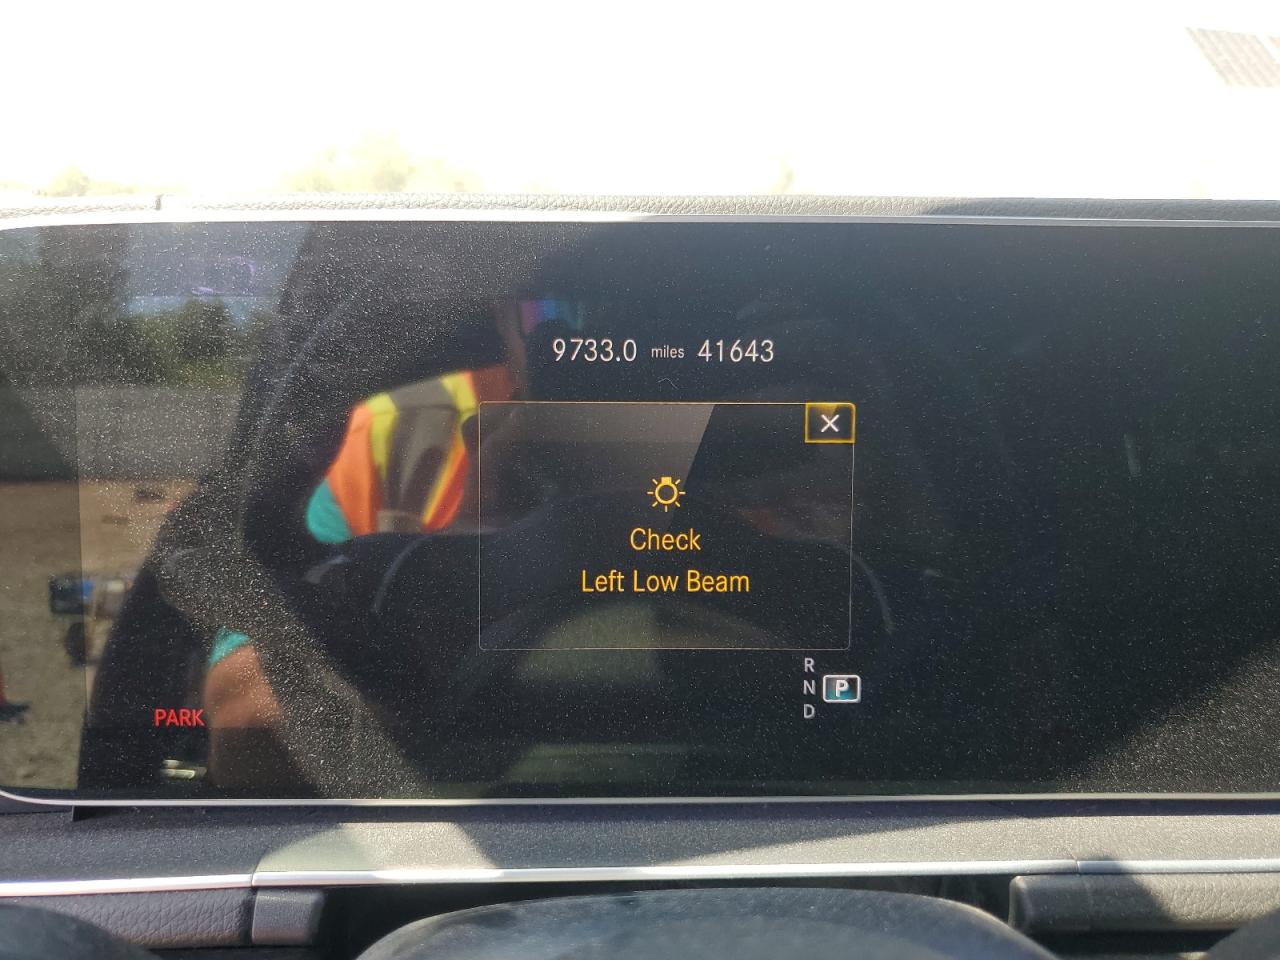 9733.0 miles 41643
X
Check
Left Low Beam
R
N P
D
PARK